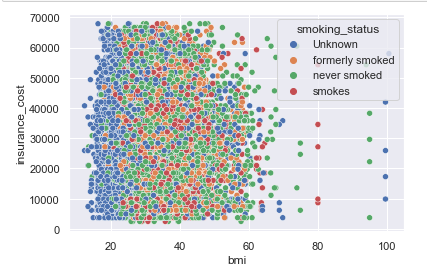 smoking_status
Unknown
formerly smoked
never smoked
smokes
insurance_cost
70000
60000
50000
40000
30000
20000
10000
0
20 40 60 80 100
bmi